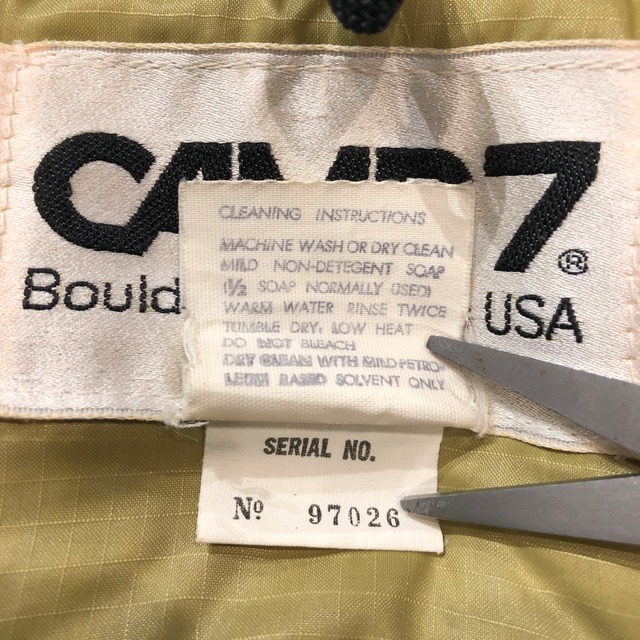 CAMP7®
Bould
USA
CLEANING INSTRUCTIONS
MACHINE WASH OR DRY CLEAN
MILD NON-DETEGENT SOAP
(½ SOAP NORMALLY USED)
WARM WATER RINSE TWICE
TUMBLE DRY, LOW HEAT
DO NOT BLEACH
DRY CLEAN WITH MILD PETRO-
LEUM BASED SOLVENT ONLY
SERIAL NO.
Nº 97026